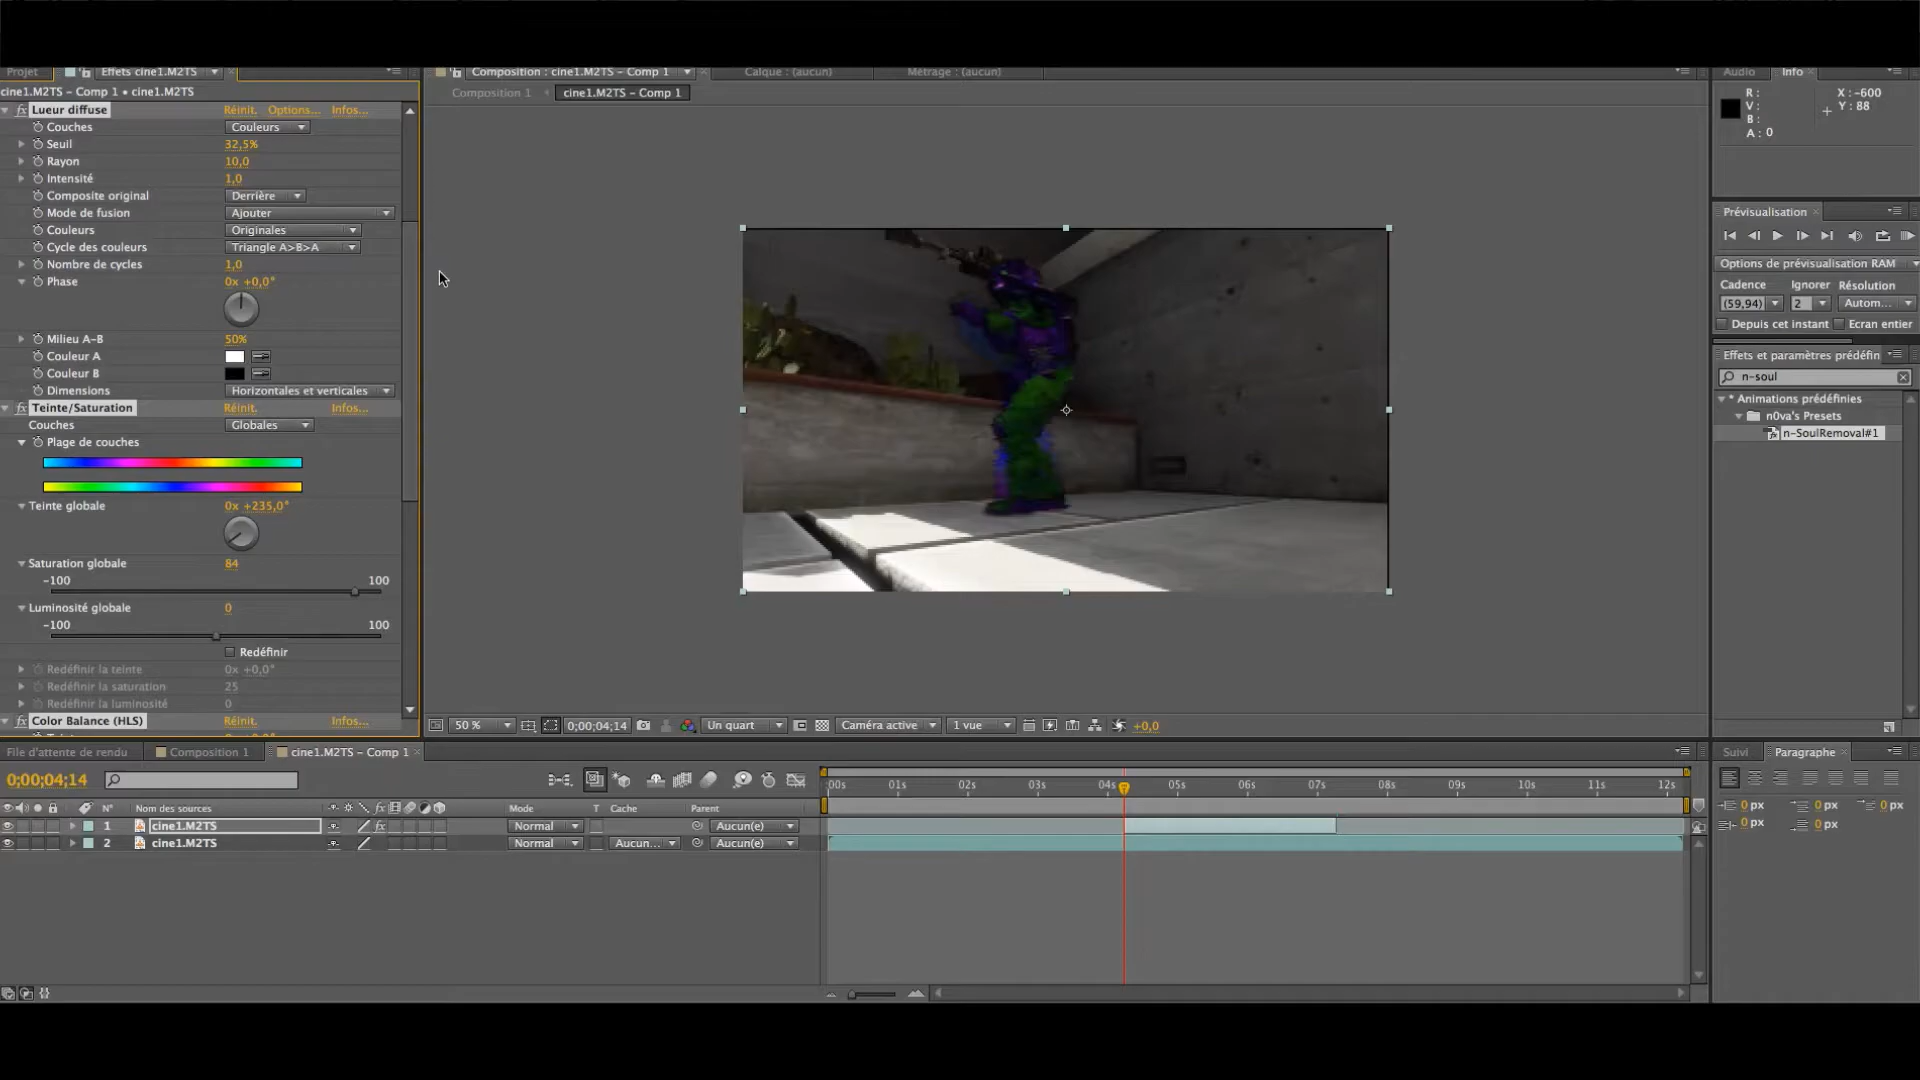 Projet
Effets cine1.M2TS
Composition : cine1.M2TS – Comp 1
Calque : (aucun)
Métrage : (aucun)
Audio
Info
cine1.M2TS – Comp 1 • cine1.M2TS
Composition 1
cine1.M2TS – Comp 1
R :
V :
B :
A : 0
X : -600
Y : 88
Lueur diffuse
Réinit.
Options...
Infos...
Couches
Couleurs
Seuil
32,5%
Rayon
10,0
Intensité
1,0
Composite original
Derrière
Mode de fusion
Ajouter
Couleurs
Originales
Cycle des couleurs
Triangle A>B>A
Nombre de cycles
1,0
Phase
0x +0,0°
Milieu A-B
50%
Couleur A
Couleur B
Dimensions
Horizontales et verticales
Teinte/Saturation
Réinit.
Infos...
Couches
Globales
Plage de couches
Teinte globale
0x +235,0°
Saturation globale
84
-100
100
Luminosité globale
0
-100
100
Redéfinir
Redéfinir la teinte
0x +0,0°
Redéfinir la saturation
25
Redéfinir la luminosité
0
Color Balance (HLS)
Réinit.
Infos...
50 %
0;00;04;14
Un quart
Caméra active
1 vue
+0,0
Prévisualisation
Options de prévisualisation RAM
Cadence
Ignorer
Résolution
(59,94)
2
Autom...
Depuis cet instant
Ecran entier
Effets et paramètres prédéfin
n-soul
* Animations prédéfinies
n0va's Presets
n-SoulRemoval#1
File d'attente de rendu
Composition 1
cine1.M2TS – Comp 1
0;00;04;14
N°
Nom des sources
Mode
T
Cache
Parent
1
cine1.M2TS
Normal
Aucun(e)
2
cine1.M2TS
Normal
Aucun...
Aucun(e)
:00s
01s
02s
03s
04s
05s
06s
07s
08s
09s
10s
11s
12s
Suivi
Paragraphe
0 px
0 px
0 px
0 px
0 px